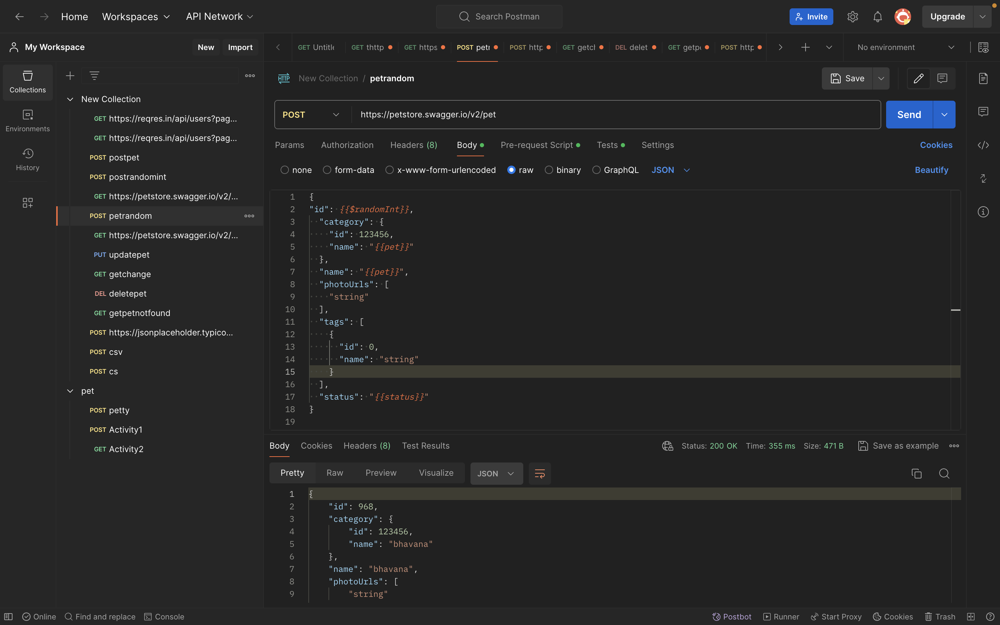 Home Workspaces API Network Search Postman Invite Upgrade
My Workspace New Import
GET Untitle GET thttp GET https POST petr POST http GET getch DEL delet GET getpe POST http No environment
Collections
Environments
History
New Collection
GET https://reqres.in/api/users?pag...
GET https://reqres.in/api/users?pag...
POST postpet
POST postrandomint
GET https://petstore.swagger.io/v2/...
POST petrandom
GET https://petstore.swagger.io/v2/...
PUT updatepet
GET getchange
DEL deletepet
GET getpetnotfound
POST https://jsonplaceholder.typico...
POST csv
POST cs
pet
POST petty
POST Activity1
GET Activity2
HTTP New Collection / petrandom Save
POST https://petstore.swagger.io/v2/pet Send
Params Authorization Headers (8) Body Pre-request Script Tests Settings Cookies
none form-data x-www-form-urlencoded raw binary GraphQL JSON Beautify
1 {
2 "id": {{$randomInt}},
3 "category": {
4 "id": 123456,
5 "name": "{{pet}}"
6 },
7 "name": "{{pet}}",
8 "photoUrls": [
9 "string"
10 ],
11 "tags": [
12 {
13 "id": 0,
14 "name": "string"
15 }
16 ],
17 "status": "{{status}}"
18 }
19
Body Cookies Headers (8) Test Results Status: 200 OK Time: 355 ms Size: 471 B Save as example
Pretty Raw Preview Visualize JSON
1 {
2 "id": 968,
3 "category": {
4 "id": 123456,
5 "name": "bhavana"
6 },
7 "name": "bhavana",
8 "photoUrls": [
9 "string"
Online Find and replace Console Postbot Runner Start Proxy Cookies Trash